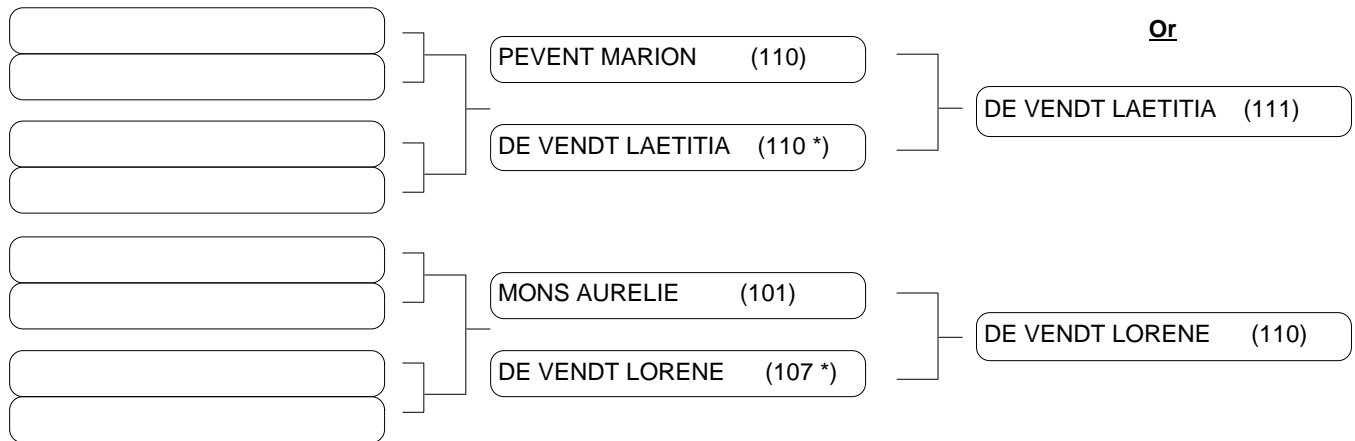 Or
PEVENT MARION (110)
DE VENDT LAETITIA (110 *)
DE VENDT LAETITIA (111)
MONS AURELIE (101)
DE VENDT LORENE (107 *)
DE VENDT LORENE (110)